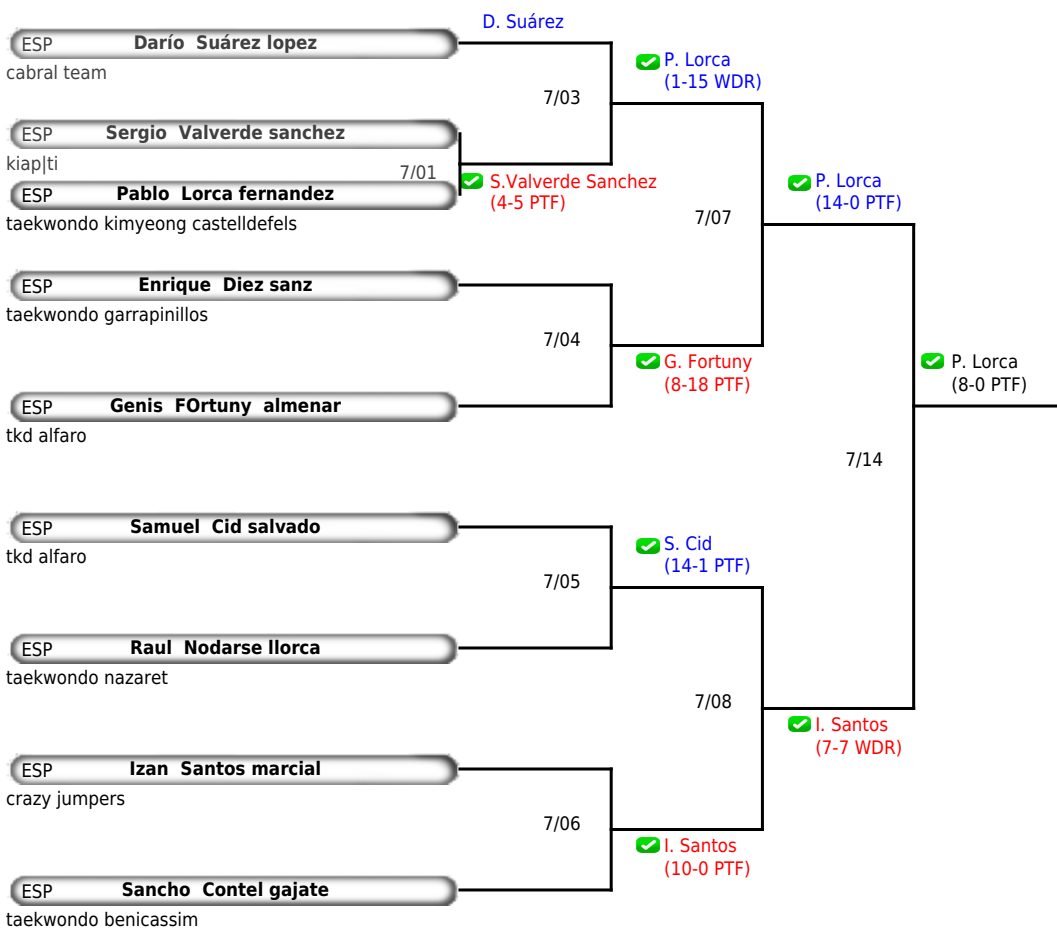 D. Suárez
ESP Darío Suárez lopez
cabral team
P. Lorca
(1-15 WDR)
7/03
ESP Sergio Valverde sanchez
kiap|ti
7/01
S.Valverde Sanchez
(4-5 PTF)
ESP Pablo Lorca fernandez
taekwondo kimyeong castelldefels
P. Lorca
(14-0 PTF)
7/07
ESP Enrique Diez sanz
taekwondo garrapinillos
7/04
G. Fortuny
(8-18 PTF)
P. Lorca
(8-0 PTF)
ESP Genis FOrtuny almenar
tkd alfaro
7/14
ESP Samuel Cid salvado
tkd alfaro
S. Cid
(14-1 PTF)
7/05
ESP Raul Nodarse llorca
taekwondo nazaret
7/08
I. Santos
(7-7 WDR)
ESP Izan Santos marcial
crazy jumpers
7/06
I. Santos
(10-0 PTF)
ESP Sancho Contel gajate
taekwondo benicassim